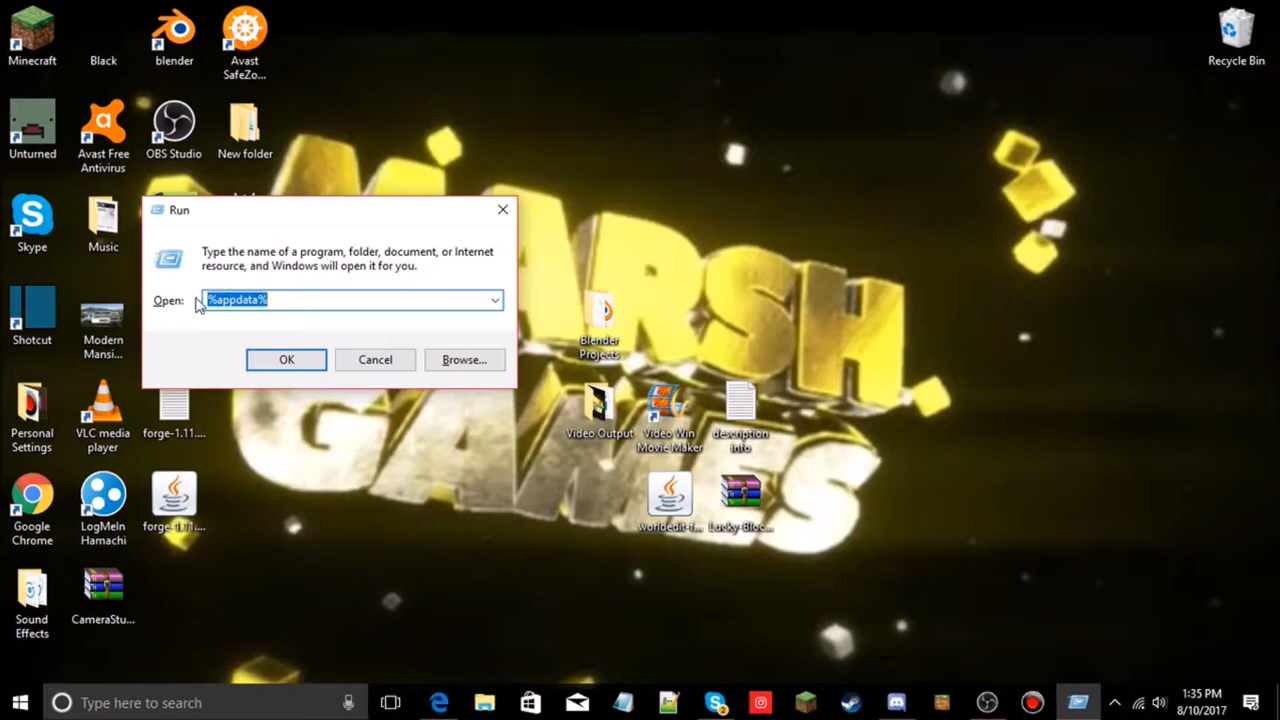 Minecraft
Black
blender
Avast
SafeZo...
Recycle Bin
Unturned
Avast Free
Antivirus
OBS Studio
New folder
Skype
Music
Run
Type the name of a program, folder, document, or Internet
resource, and Windows will open it for you.
Open:
%appdata%
OK
Cancel
Browse...
MARSH
GAMES
Shotcut
Modern
Mansi...
Blender
Projects
Personal
Settings
VLC media
player
forge-1.11....
Video Output
Video Win
Movie Maker
description
info
Google
Chrome
LogMeIn
Hamachi
forge-1.11....
worldedit-f...
Lucky-Bloc...
Sound
Effects
CameraStu...
Type here to search
2
1:35 PM
8/10/2017